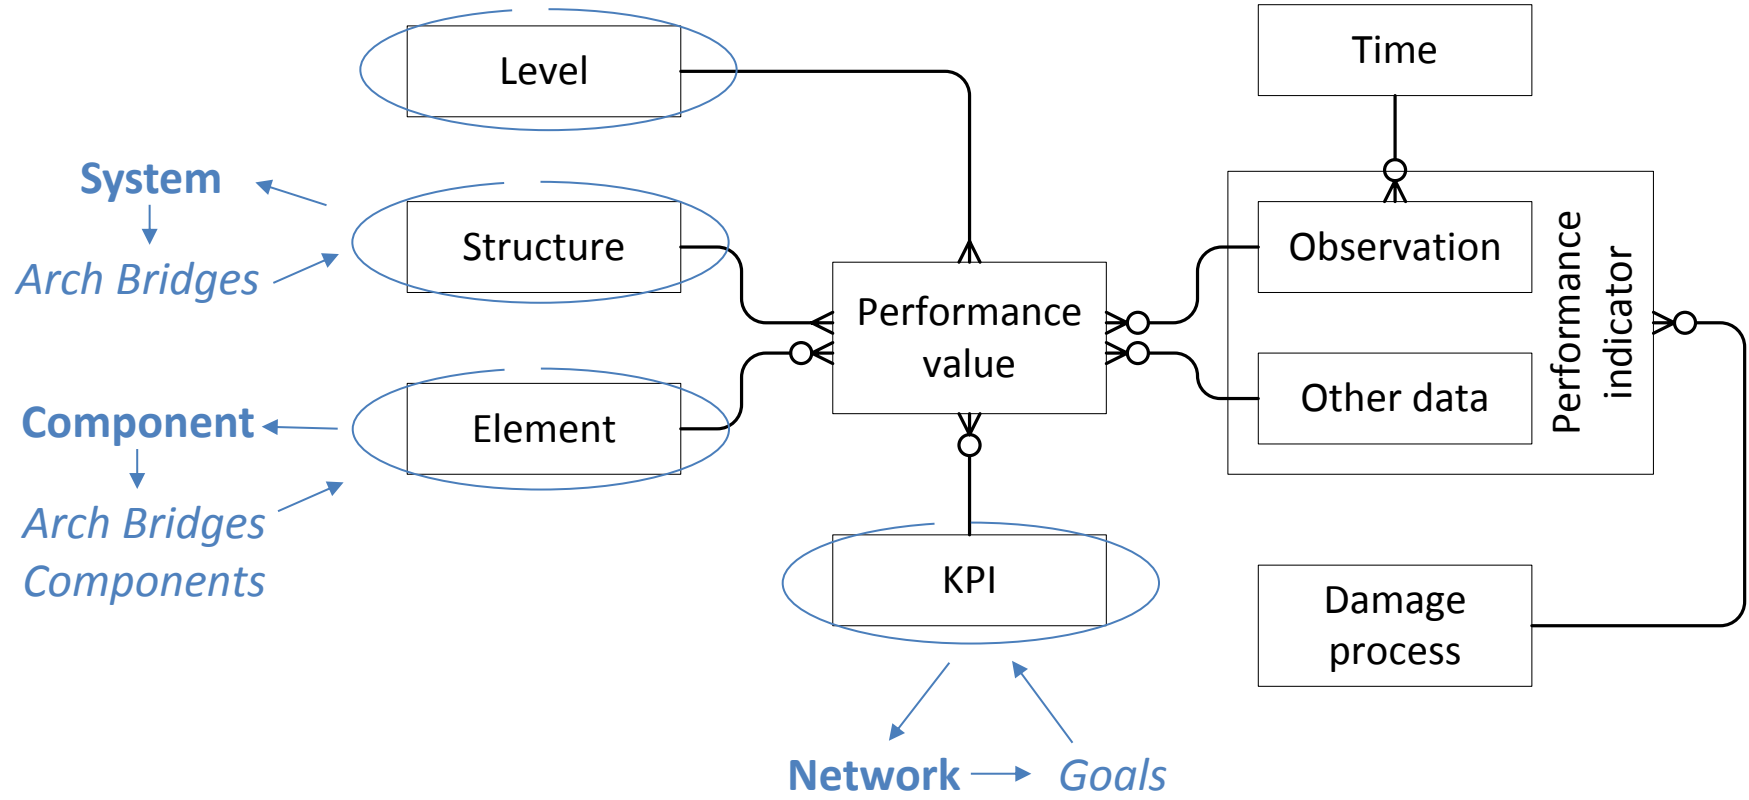 Level
Time
System
Structure
Observation
Arch Bridges
Performance
indicator
Performance
value
Other data
Component
Element
Arch Bridges
Components
KPI
Damage
process
Network
Goals